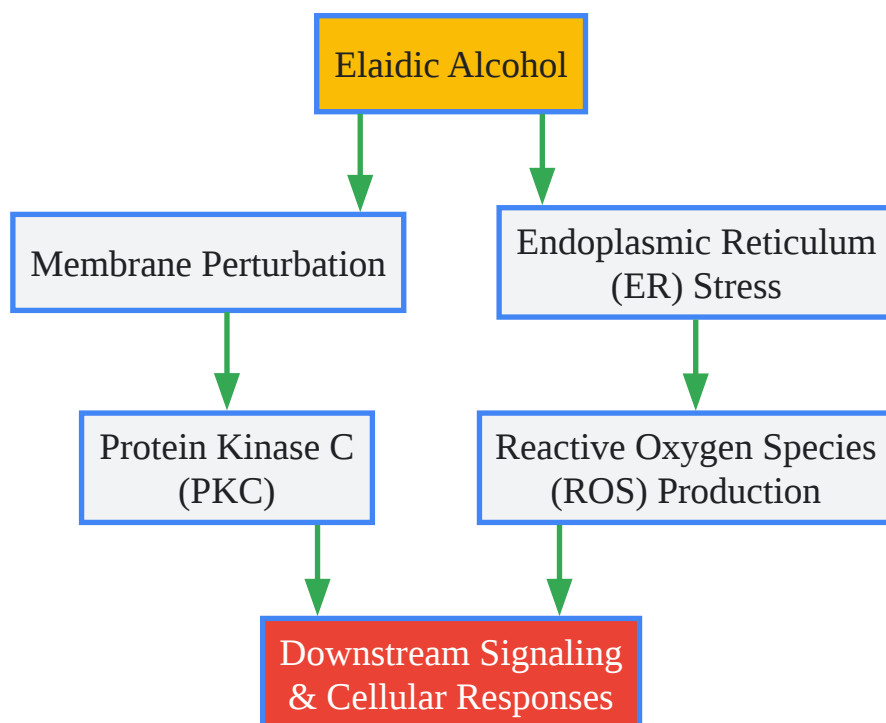 Elaidic Alcohol
Membrane Perturbation
Endoplasmic Reticulum
(ER) Stress
Protein Kinase C
(PKC)
Reactive Oxygen Species
(ROS) Production
Downstream Signaling
& Cellular Responses